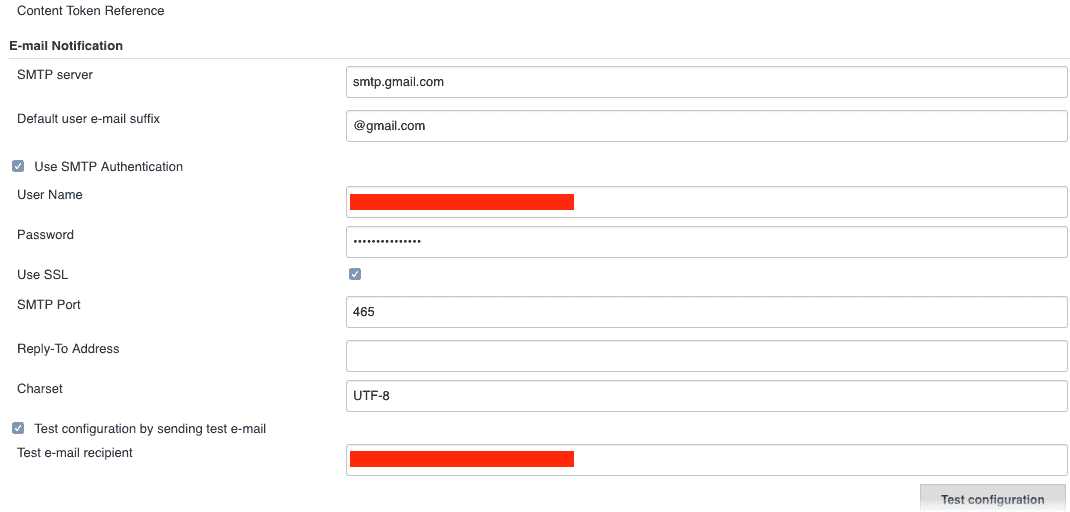 Content Token Reference
E-mail Notification
SMTP server
smtp.gmail.com
Default user e-mail suffix
@gmail.com
Use SMTP Authentication
User Name
Password
•••••••••••••••
Use SSL
SMTP Port
465
Reply-To Address
Charset
UTF-8
Test configuration by sending test e-mail
Test e-mail recipient
Test configuration